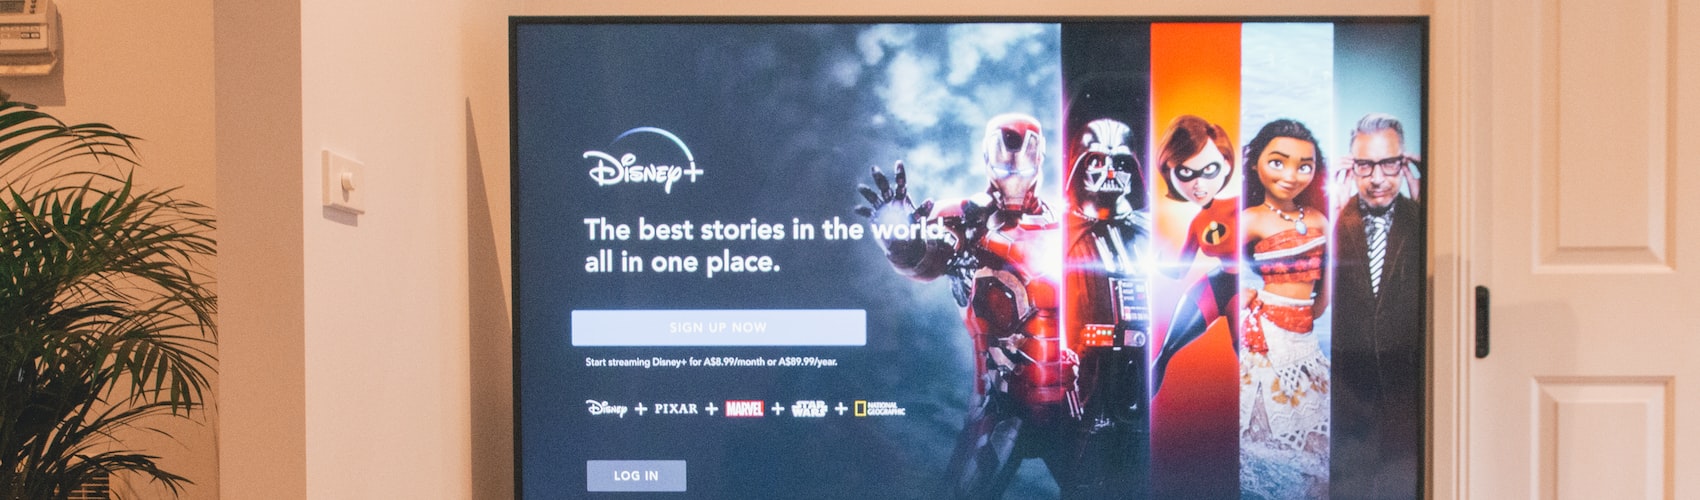 Disney+
The best stories in the world,
all in one place.
SIGN UP NOW
Start streaming Disney+ for A$8.99/month or A$89.99/year.
Disney + PIXAR + MARVEL + STAR WARS + NATIONAL GEOGRAPHIC
LOG IN